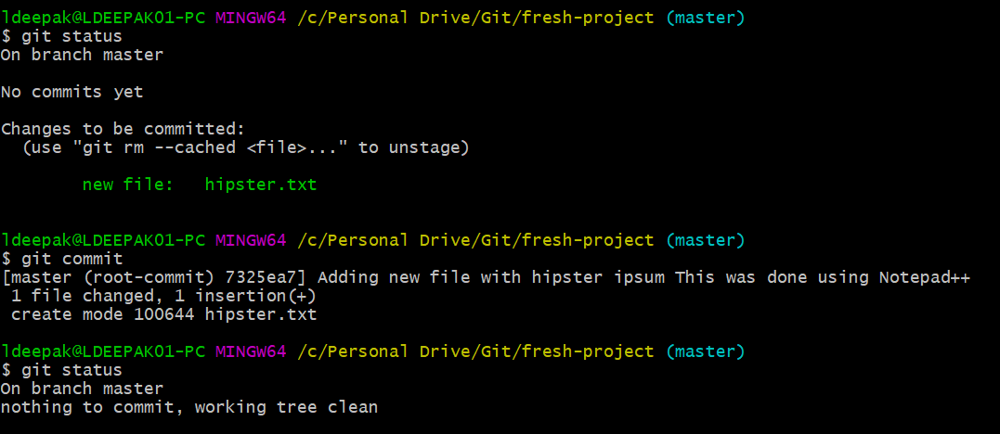 ldeepak@LDEEPAK01-PC MINGW64 /c/Personal Drive/Git/fresh-project (master)
$ git status
On branch master
No commits yet
Changes to be committed:
  (use "git rm --cached <file>..." to unstage)
        new file:   hipster.txt
ldeepak@LDEEPAK01-PC MINGW64 /c/Personal Drive/Git/fresh-project (master)
$ git commit
[master (root-commit) 7325ea7] Adding new file with hipster ipsum This was done using Notepad++
 1 file changed, 1 insertion(+)
 create mode 100644 hipster.txt
ldeepak@LDEEPAK01-PC MINGW64 /c/Personal Drive/Git/fresh-project (master)
$ git status
On branch master
nothing to commit, working tree clean